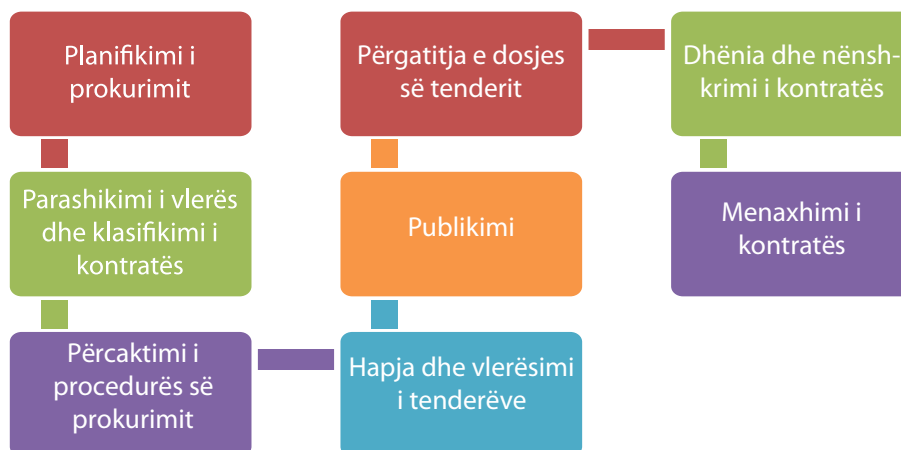 Planifikimi i
prokurimit
Parashikimi i vlerës
dhe klasifikimi i
kontratës
Përcaktimi i
procedurës së
prokurimit
Hapja dhe vlerësimi
i tenderëve
Publikimi
Përgatitja e dosjes
së tenderit
Dhënia dhe nënsh-
krimi i kontratës
Menaxhimi i
kontratës